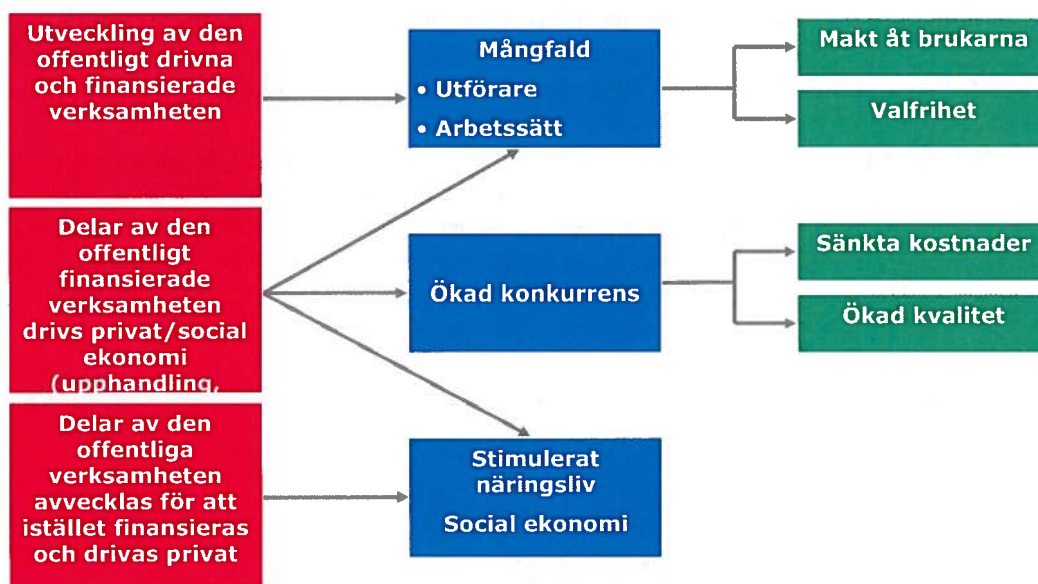 Utveckling av den
offentligt drivna
och finansierade
verksamheten
Mångfald
• Utförare
• Arbetssätt
Makt åt brukarna
Valfrihet
Delar av den
offentligt
finansierade
verksamheten
drivs privat/social
ekonomi
(upphandling,
Ökad konkurrens
Sänkta kostnader
Ökad kvalitet
Delar av den
offentliga
verksamheten
avvecklas för att
istället finansieras
och drivas privat
Stimulerat
näringsliv
Social ekonomi